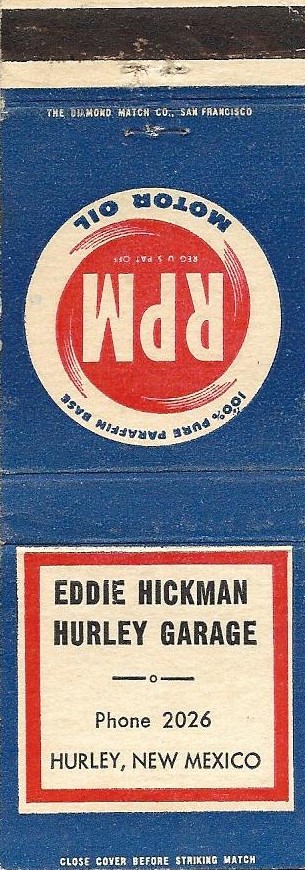 THE DIAMOND MATCH CO., SAN FRANCISCO
MOTOR OIL
REG U S PAT OFF
RPM
100% PURE PARAFFIN BASE
EDDIE HICKMAN
HURLEY GARAGE
Phone 2026
HURLEY, NEW MEXICO
CLOSE COVER BEFORE STRIKING MATCH